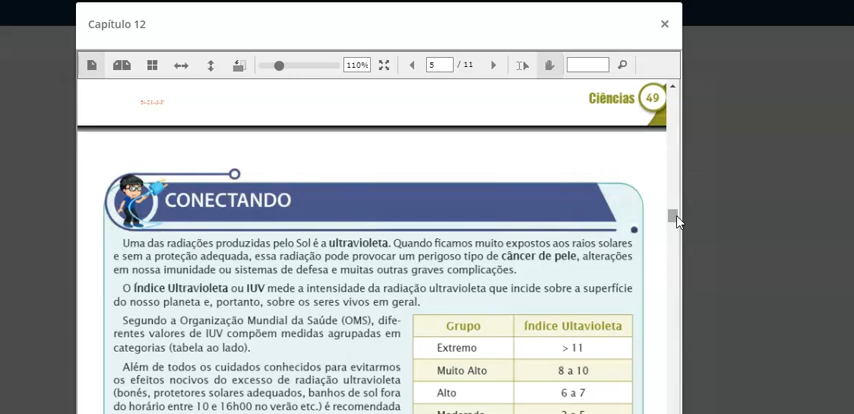 Capítulo 12
×
110%
5 / 11
Ciências 49
CONECTANDO
Uma das radiações produzidas pelo Sol é a ultravioleta. Quando ficamos muito expostos aos raios solares
e sem a proteção adequada, essa radiação pode provocar um perigoso tipo de câncer de pele, alterações
em nossa imunidade ou sistemas de defesa e muitas outras graves complicações.
O Índice Ultravioleta ou IUV mede a intensidade da radiação ultravioleta que incide sobre a superfície
do nosso planeta e, portanto, sobre os seres vivos em geral.
Segundo a Organização Mundial da Saúde (OMS), dife-
rentes valores de IUV compõem medidas agrupadas em
categorias (tabela ao lado).
Além de todos os cuidados conhecidos para evitarmos
os efeitos nocivos do excesso de radiação ultravioleta
(bonés, protetores solares adequados, banhos de sol fora
do horário entre 10 e 16h00 no verão etc.) é recomendada
Grupo Índice Ultavioleta
Extremo > 11
Muito Alto 8 a 10
Alto 6 a 7